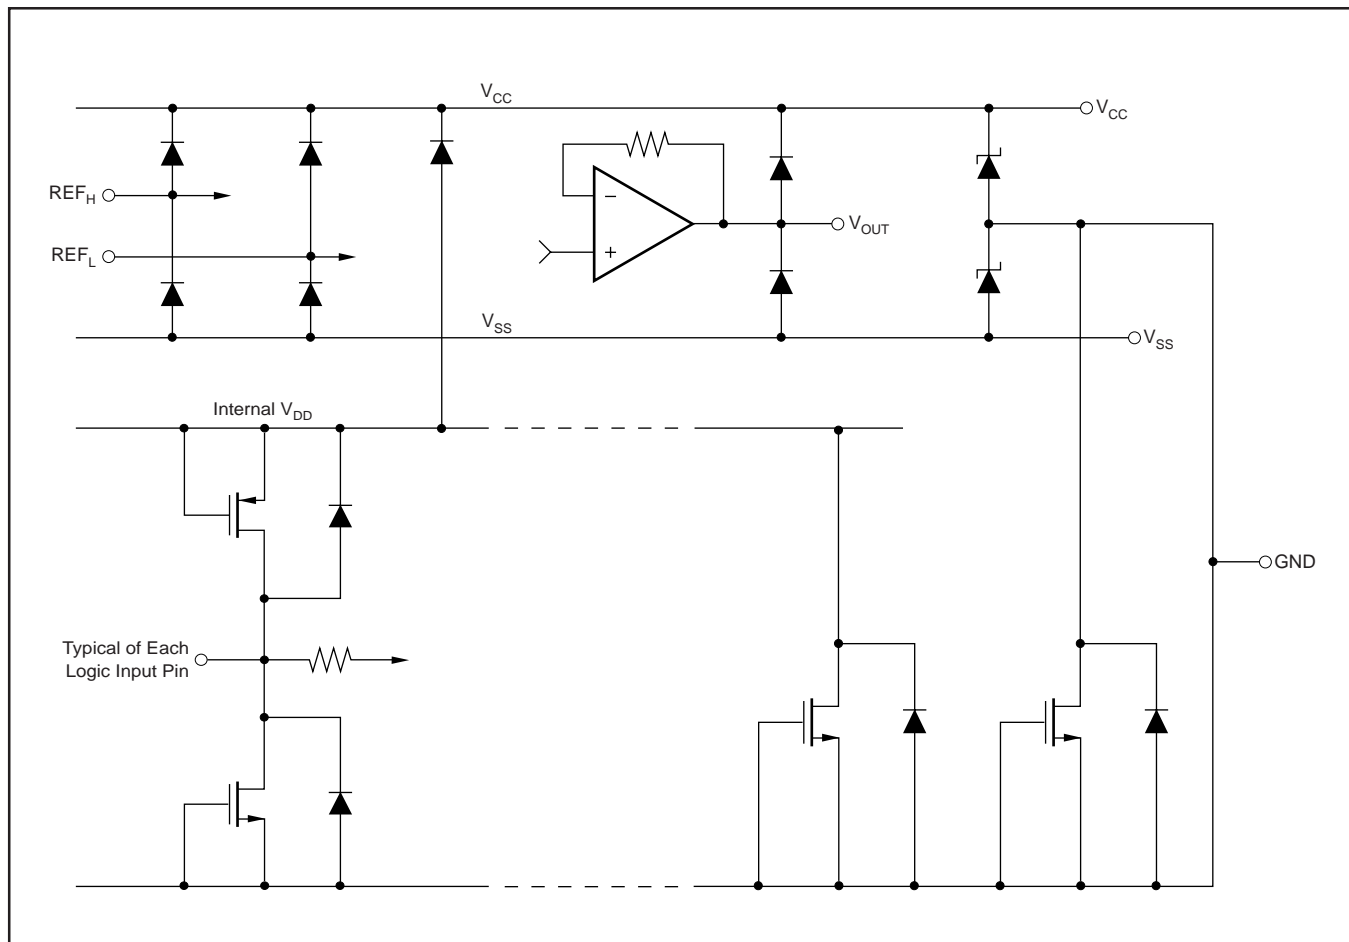 V_CC
V_CC
REF_H
−
V_OUT
REF_L
+
V_SS
V_SS
Internal V_DD
GND
Typical of Each
Logic Input Pin